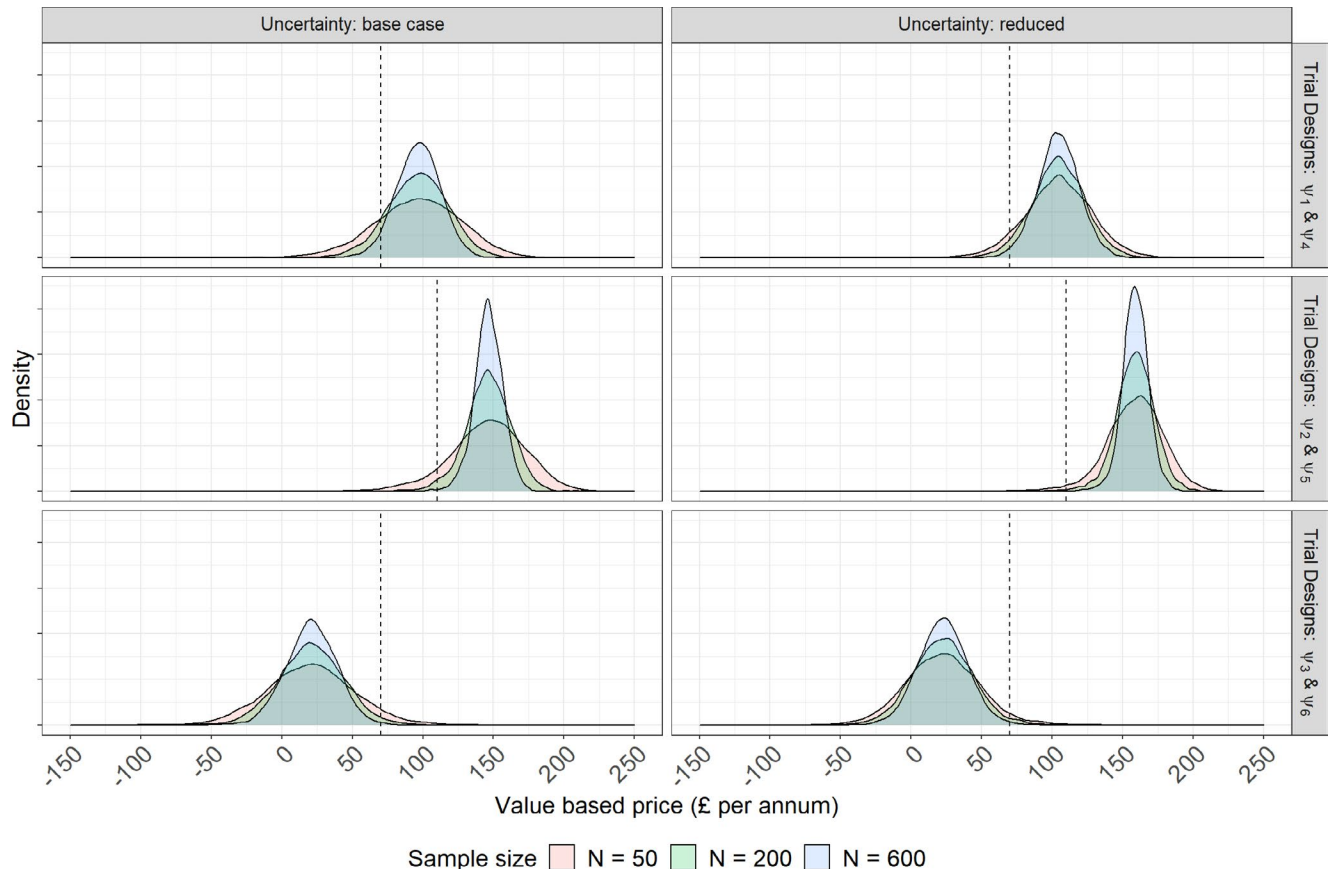 Uncertainty: base case
Uncertainty: reduced
Trial Designs: ψ1 & ψ4
Trial Designs: ψ2 & ψ5
Trial Designs: ψ3 & ψ6
Density
-150 -100 -50 0 50 100 150 200 250
-150 -100 -50 0 50 100 150 200 250
Value based price (£ per annum)
Sample size N = 50 N = 200 N = 600